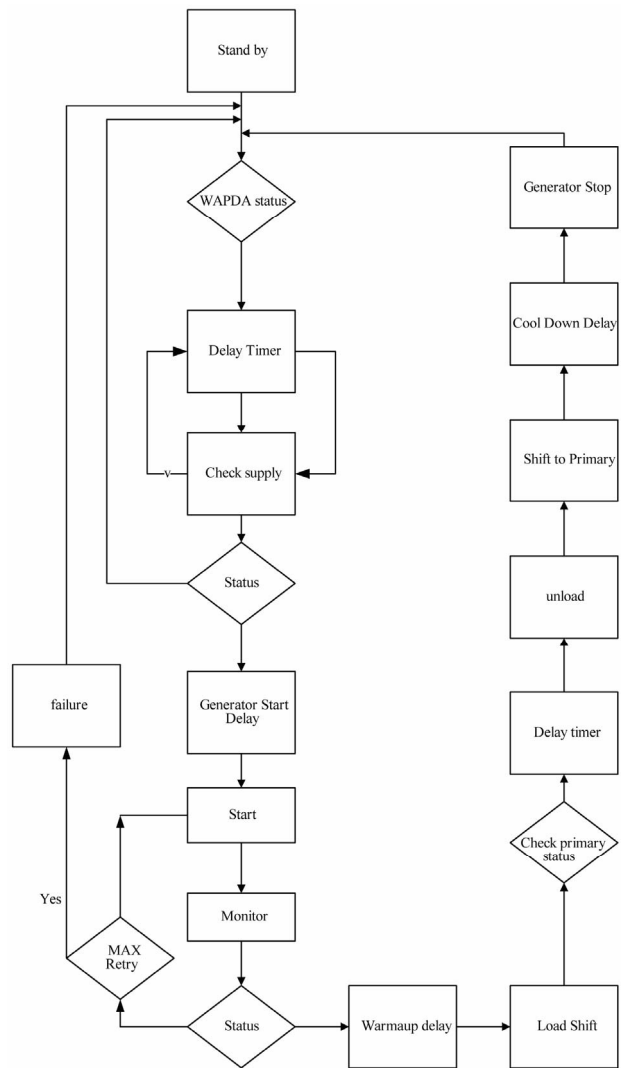 Stand by
WAPDA status
Generator Stop
Delay Timer
Cool Down Delay
v
Check supply
Shift to Primary
Status
unload
failure
Generator Start
Delay
Delay timer
Start
Check primary
status
Yes
Monitor
MAX
Retry
Status
Warmaup delay
Load Shift